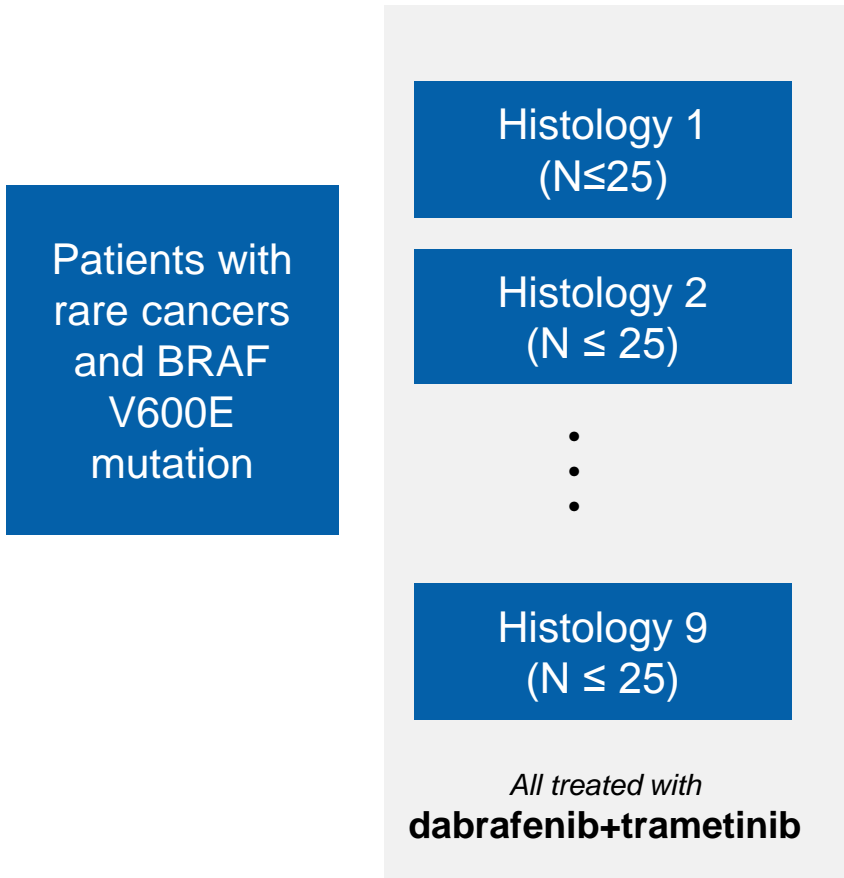 Patients with
rare cancers
and BRAF
V600E
mutation
Histology 1
(N≤25)
Histology 2
(N ≤ 25)
Histology 9
(N ≤ 25)
All treated with
dabrafenib+trametinib